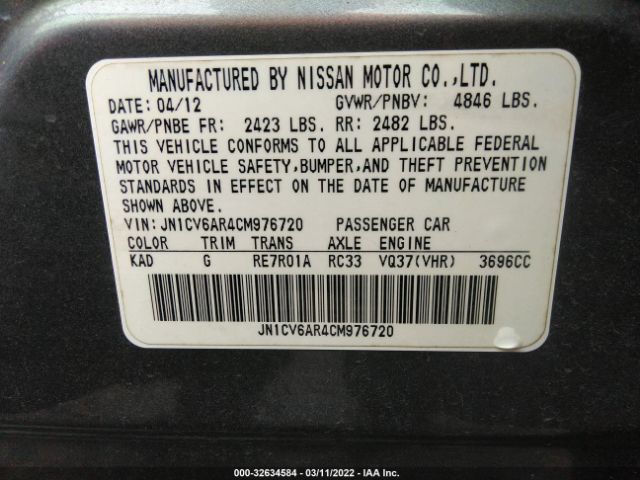 MANUFACTURED BY NISSAN MOTOR CO.,LTD.
DATE: 04/12 GVWR/PNBV: 4846 LBS.
GAWR/PNBE FR: 2423 LBS. RR: 2482 LBS.
THIS VEHICLE CONFORMS TO ALL APPLICABLE FEDERAL
MOTOR VEHICLE SAFETY,BUMPER,AND THEFT PREVENTION
STANDARDS IN EFFECT ON THE DATE OF MANUFACTURE
SHOWN ABOVE.
VIN: JN1CV6AR4CM976720 PASSENGER CAR
COLOR TRIM TRANS AXLE ENGINE
KAD G RE7R01A RC33 VQ37(VHR) 3696CC
JN1CV6AR4CM976720
000-32634584 - 03/11/2022 - IAA Inc.